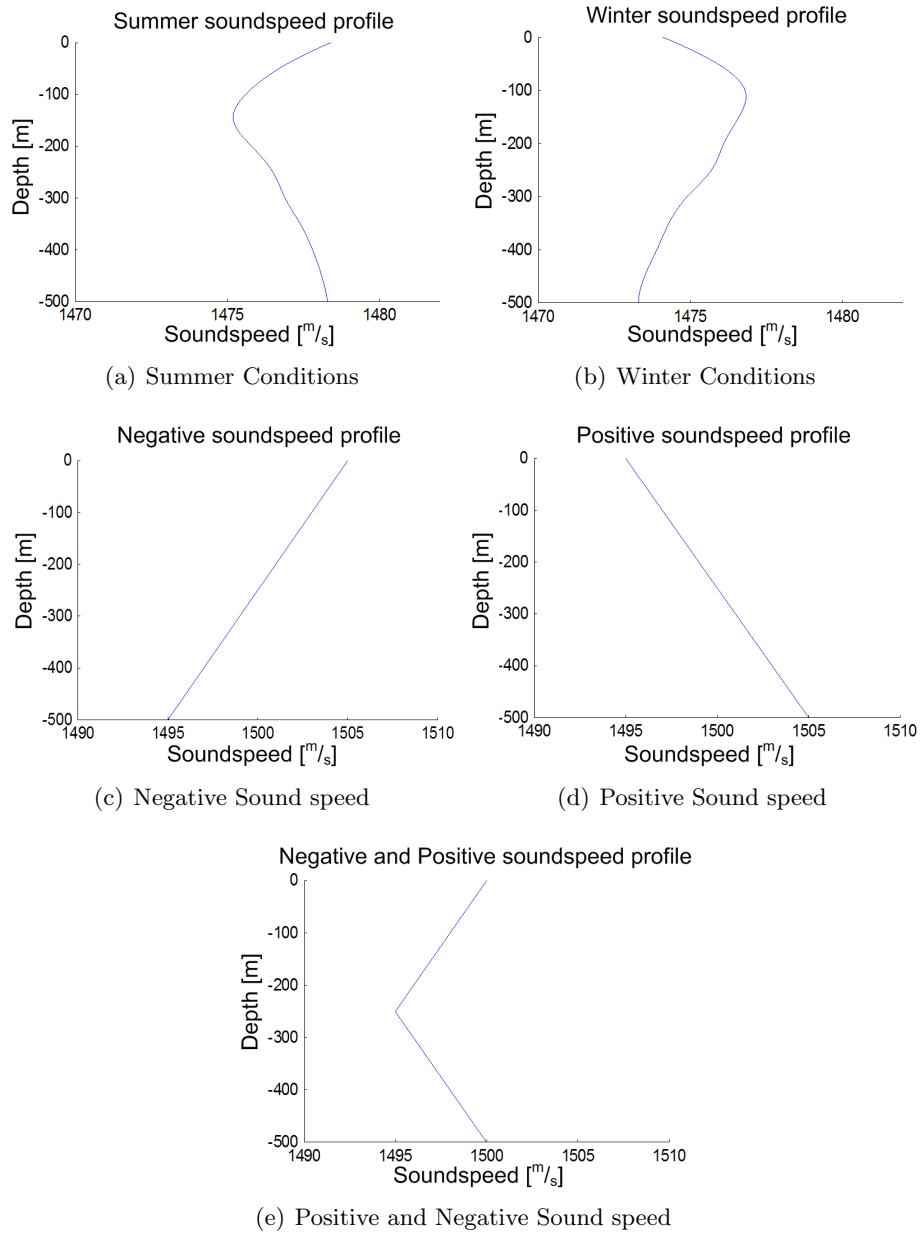 Summer soundspeed profile
0
-100
-200
-300
-400
-500
Depth [m]
1470 1475 1480
Soundspeed [m/s]
(a) Summer Conditions
Winter soundspeed profile
0
-100
-200
-300
-400
-500
Depth [m]
1470 1475 1480
Soundspeed [m/s]
(b) Winter Conditions
Negative soundspeed profile
0
-100
-200
-300
-400
-500
Depth [m]
1490 1495 1500 1505 1510
Soundspeed [m/s]
(c) Negative Sound speed
Positive soundspeed profile
0
-100
-200
-300
-400
-500
Depth [m]
1490 1495 1500 1505 1510
Soundspeed [m/s]
(d) Positive Sound speed
Negative and Positive soundspeed profile
0
-100
-200
-300
-400
-500
Depth [m]
1490 1495 1500 1505 1510
Soundspeed [m/s]
(e) Positive and Negative Sound speed